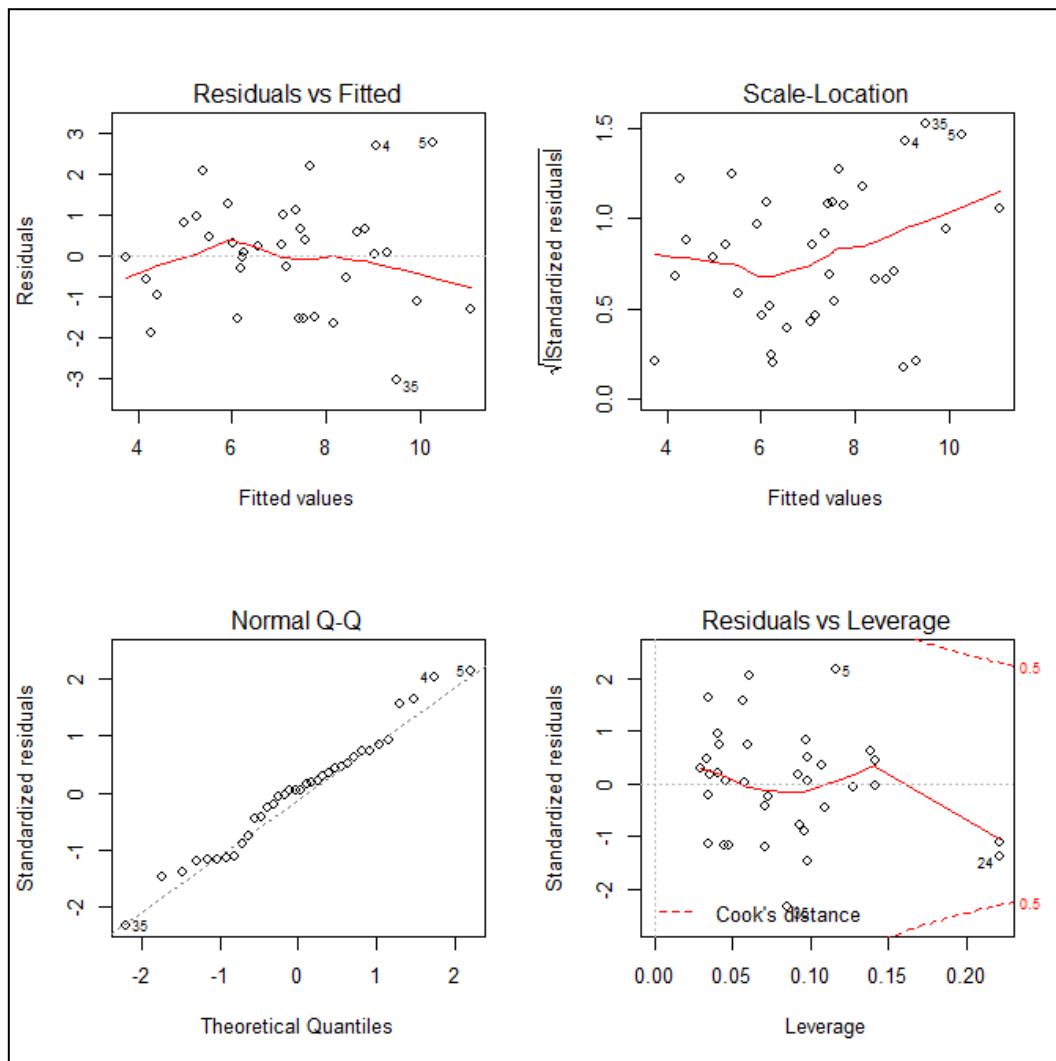 Residuals vs Fitted
Residuals
3
2
1
0
-1
-2
-3
4
5
35
4 6 8 10
Fitted values
Scale-Location
√|Standardized residuals|
1.5
1.0
0.5
0.0
35
4
5
4 6 8 10
Fitted values
Normal Q-Q
Standardized residuals
2
1
0
-1
-2
4
5
35
-2 -1 0 1 2
Theoretical Quantiles
Residuals vs Leverage
Standardized residuals
2
1
0
-1
-2
5
0.5
24
0.5
35
Cook's distance
0.00 0.05 0.10 0.15 0.20
Leverage